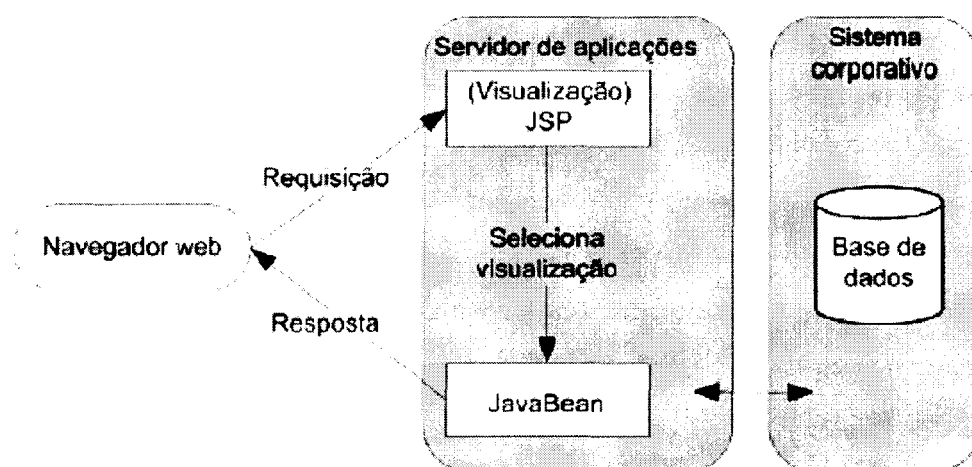 Servidor de aplicações
(Visualização)
JSP
Sistema
corporativo
Requisição
Navegador web
Seleciona
visualização
Base de
dados
Resposta
JavaBean